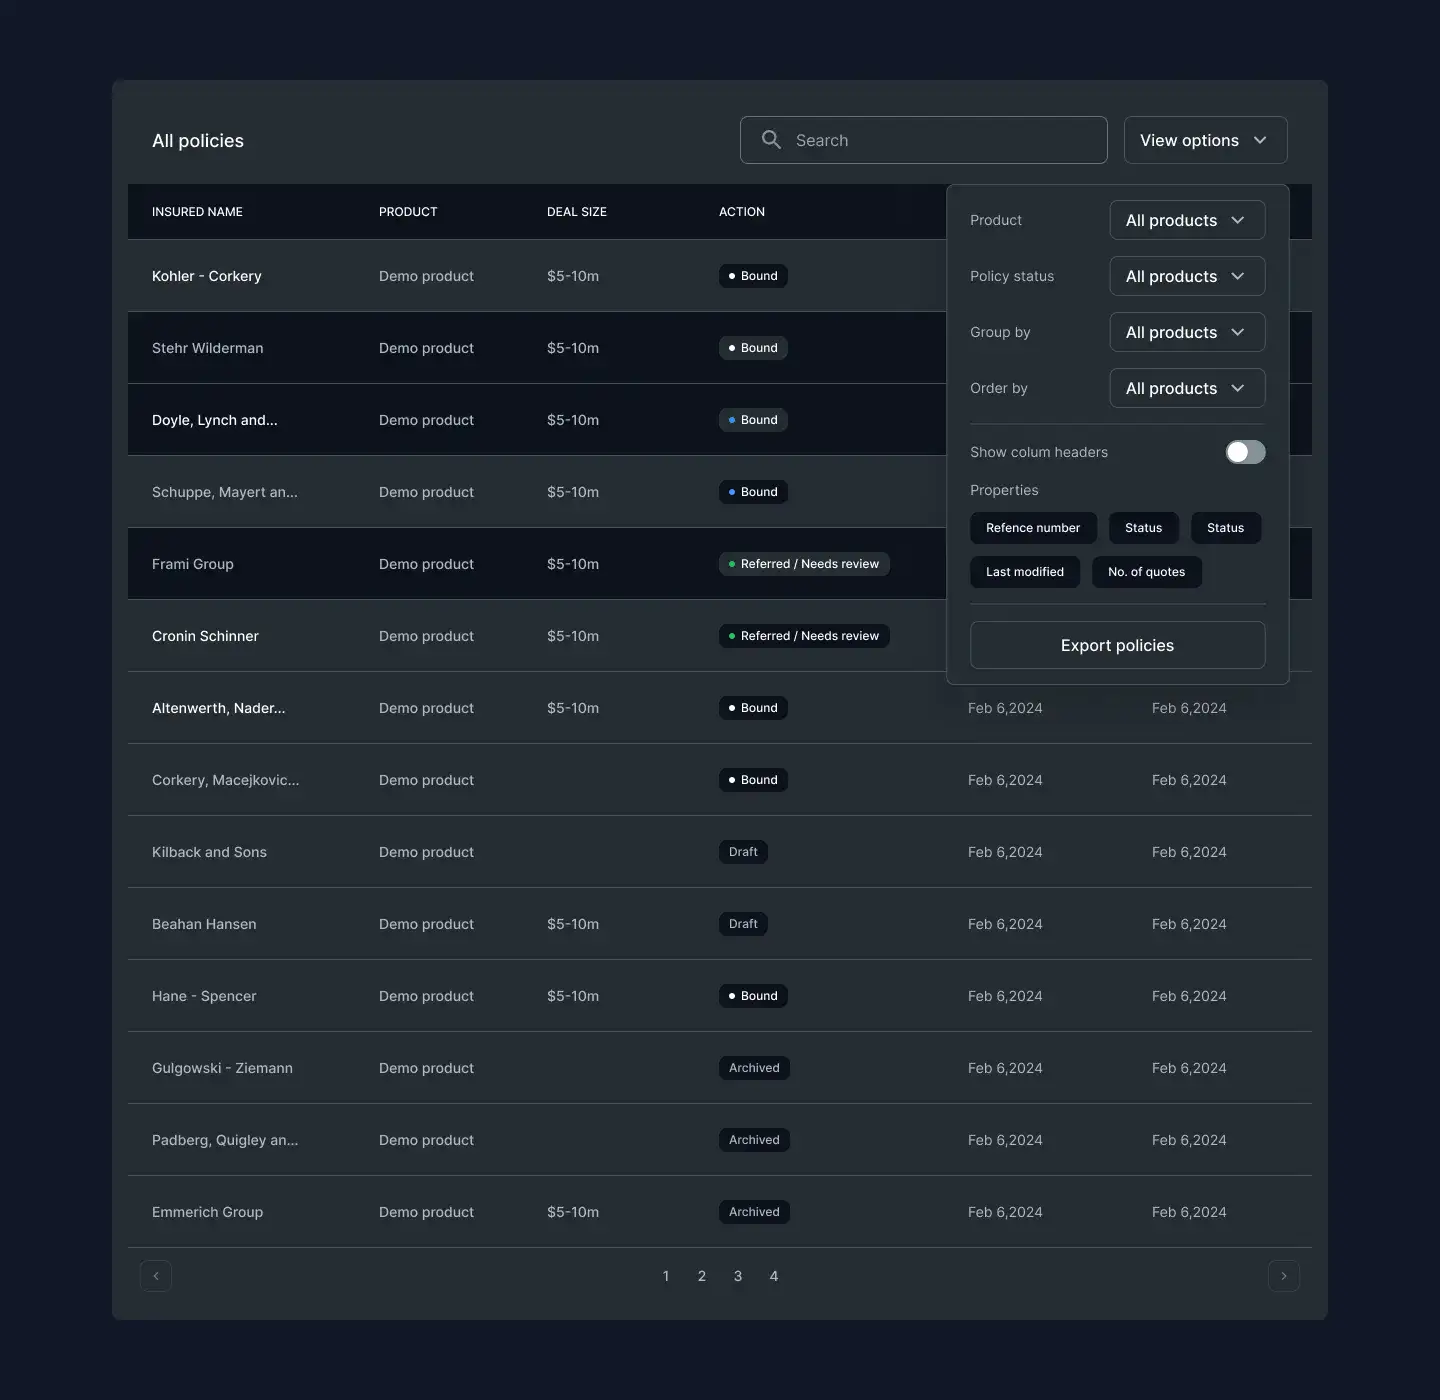 All policies
Search
View options
INSURED NAME PRODUCT DEAL SIZE ACTION
Product All products
Kohler - Corkery Demo product $5-10m Bound
Policy status All products
Stehr Wilderman Demo product $5-10m Bound
Group by All products
Doyle, Lynch and... Demo product $5-10m Bound
Order by All products
Show colum headers
Schuppe, Mayert an... Demo product $5-10m Bound
Properties
Refence number Status Status
Frami Group Demo product $5-10m Referred / Needs review
Last modified No. of quotes
Cronin Schinner Demo product $5-10m Referred / Needs review
Export policies
Altenwerth, Nader... Demo product $5-10m Bound Feb 6,2024 Feb 6,2024
Corkery, Macejkovic... Demo product Bound Feb 6,2024 Feb 6,2024
Kilback and Sons Demo product Draft Feb 6,2024 Feb 6,2024
Beahan Hansen Demo product $5-10m Draft Feb 6,2024 Feb 6,2024
Hane - Spencer Demo product $5-10m Bound Feb 6,2024 Feb 6,2024
Gulgowski - Ziemann Demo product Archived Feb 6,2024 Feb 6,2024
Padberg, Quigley an... Demo product Archived Feb 6,2024 Feb 6,2024
Emmerich Group Demo product $5-10m Archived Feb 6,2024 Feb 6,2024
1 2 3 4